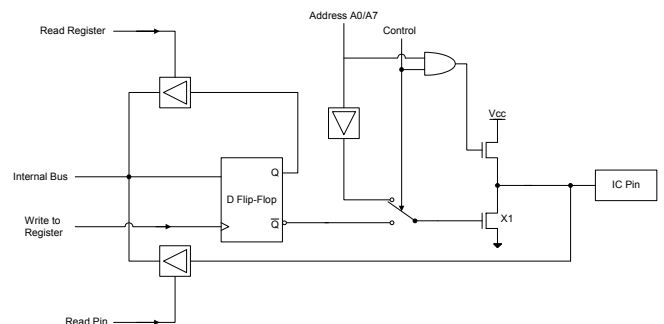 Address A0/A7
Read Register
Control
Vcc
Internal Bus
Q
D Flip-Flop
Q
IC Pin
Write to
Register
X1
Read Pin